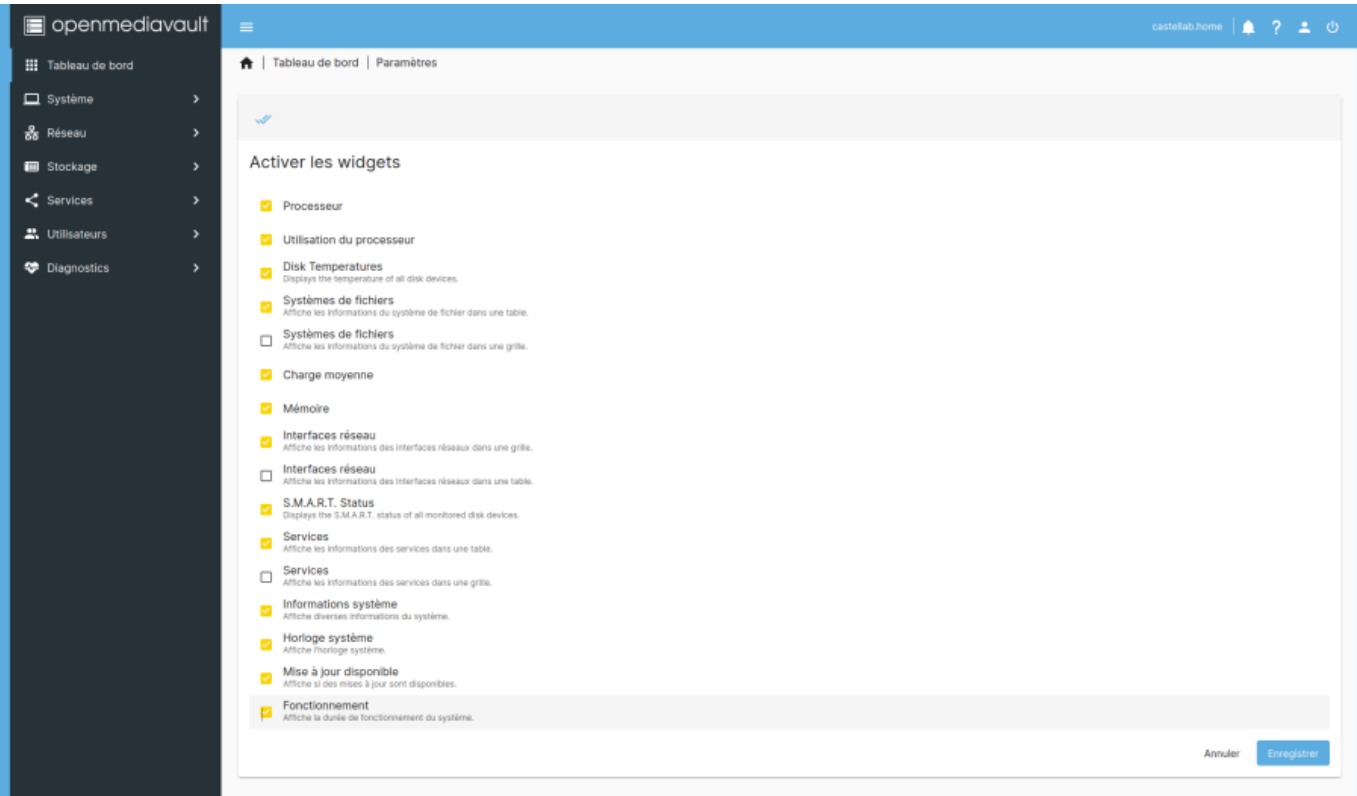 openmediavault
castellab.home
?
Tableau de bord
Système
Réseau
Stockage
Services
Utilisateurs
Diagnostics
Tableau de bord | Paramètres
Activer les widgets
Processeur
Utilisation du processeur
Disk Temperatures
Displays the temperature of all disk devices.
Systèmes de fichiers
Affiche les informations du système de fichier dans une table.
Systèmes de fichiers
Affiche les informations du système de fichier dans une grille.
Charge moyenne
Mémoire
Interfaces réseau
Affiche les informations des interfaces réseaux dans une grille.
Interfaces réseau
Affiche les informations des interfaces réseaux dans une table.
S.M.A.R.T. Status
Displays the S.M.A.R.T. status of all monitored disk devices.
Services
Affiche les informations des services dans une table.
Services
Affiche les informations des services dans une grille.
Informations système
Affiche diverses informations du système.
Horloge système
Affiche l'horloge système.
Mise à jour disponible
Affiche si des mises à jour sont disponibles.
Fonctionnement
Affiche la durée de fonctionnement du système.
Annuler
Enregistrer